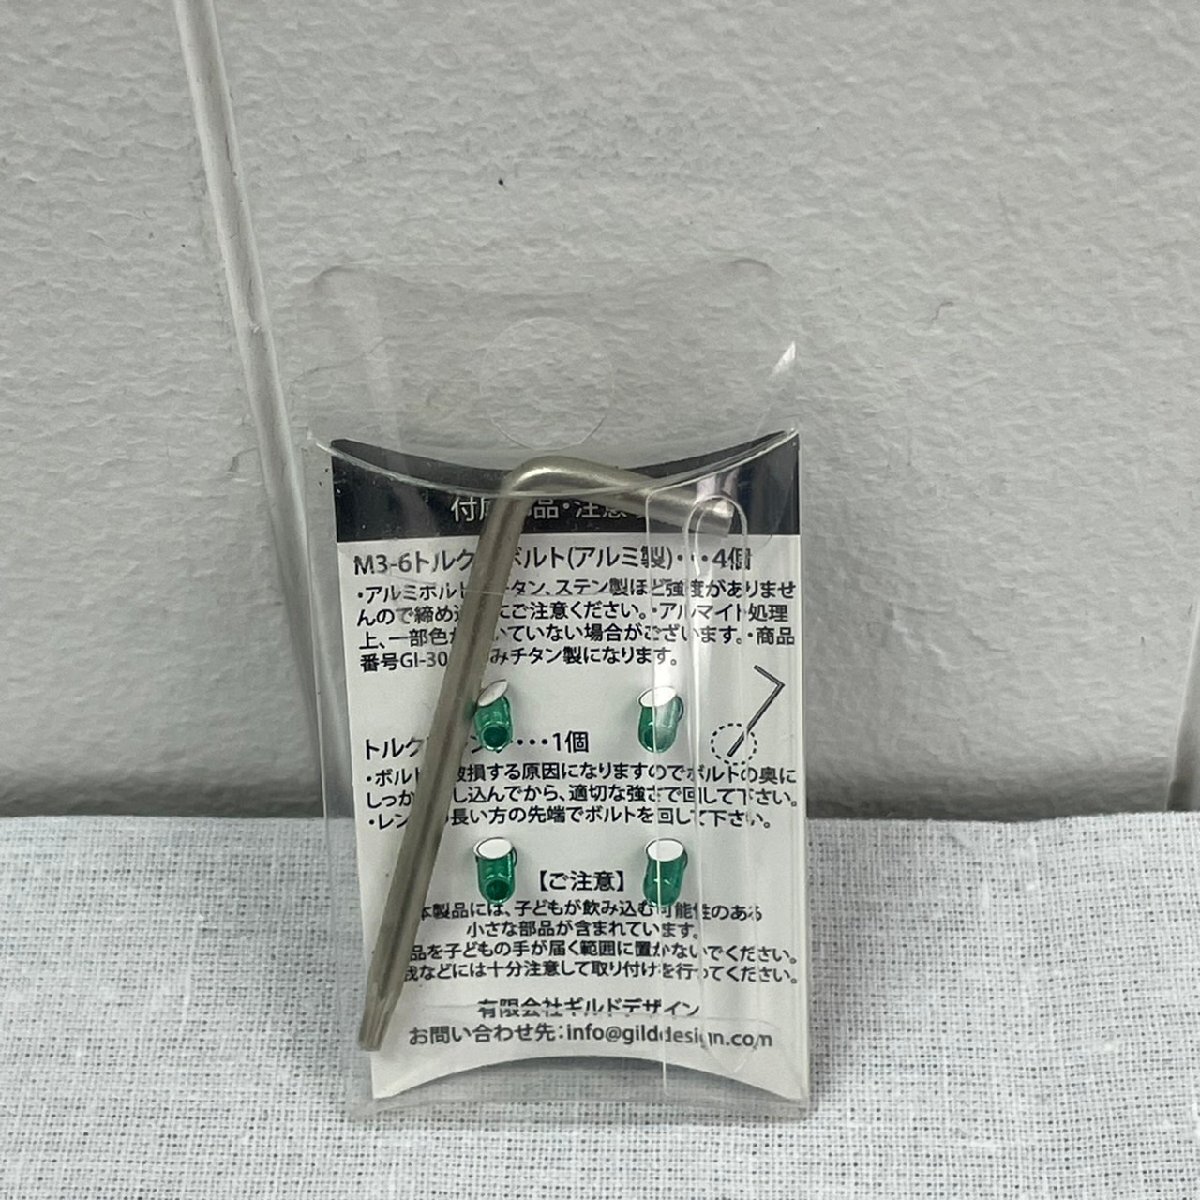 付 品・注意
M3-6トルク ボルト(アルミ製)・・・4個
・アルミボルト タン、ステン製ほど強度がありませ
んので締め にご注意ください。・アルマイト処理
上、一部色が いていない場合がございます。・商品
番号GI-30 みチタン製になります。
トルク ン ・・・1個
・ボルト 破損する原因になりますのでボルトの奥に
しっか し込んでから、適切な強さで回して下さい。
・レン 長い方の先端でボルトを回して下さい。
【ご注意】
本製品には、子どもが飲み込む可能性のある
小さな部品が含まれています。
品を子どもの手が届く範囲に置かないでください。
などには十分注意して取り付けを行ってください。
有限会社ギルドデザイン
お問い合わせ先：info@gilddesign.com